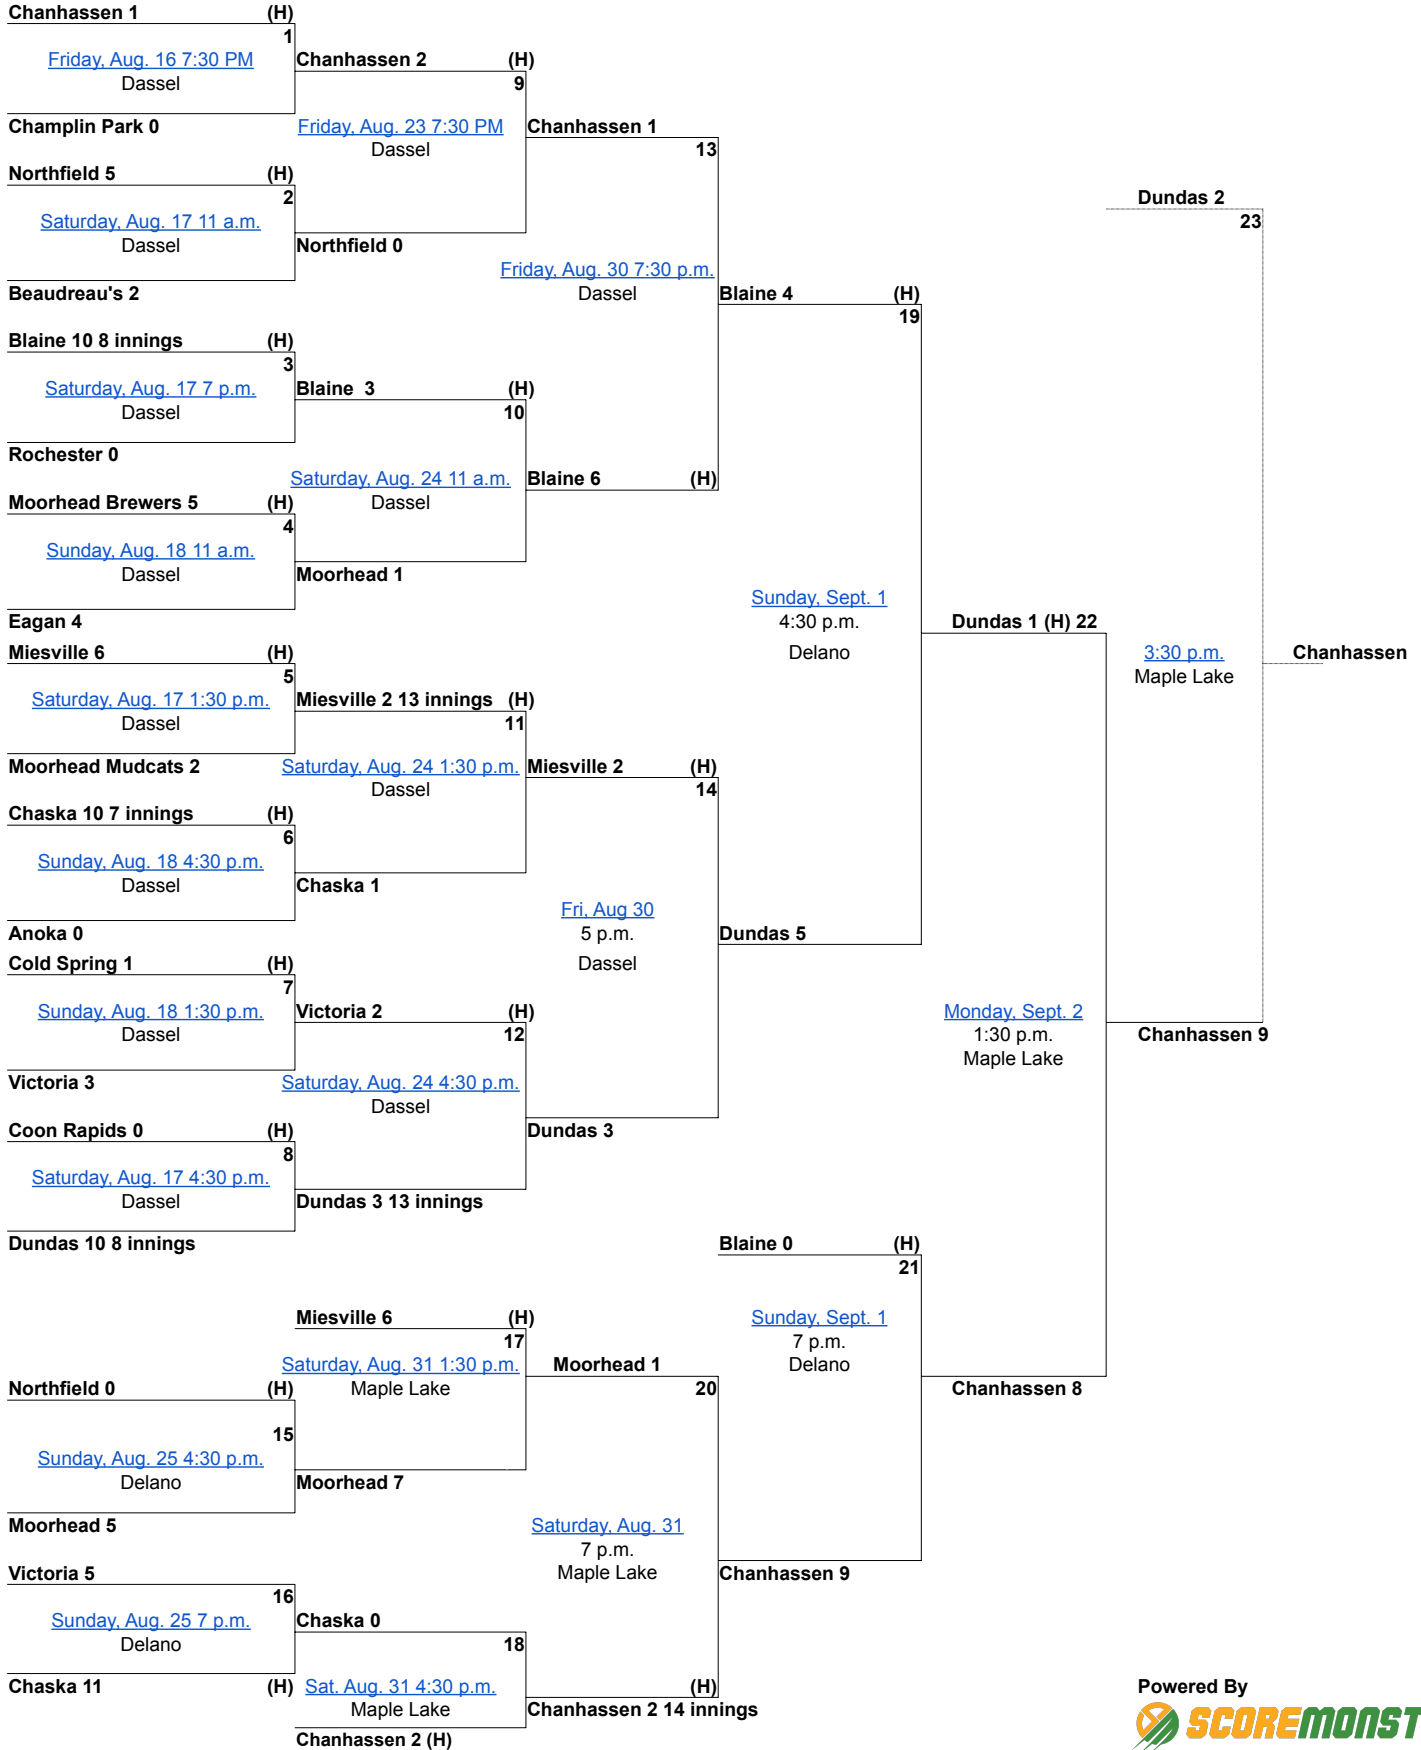 Chanhassen 1 (H)
1
Friday, Aug. 16 7:30 PM
Dassel
Champlin Park 0
Northfield 5 (H)
2
Saturday, Aug. 17 11 a.m.
Dassel
Beaudreau's 2
Blaine 10 8 innings (H)
3
Saturday, Aug. 17 7 p.m.
Dassel
Rochester 0
Moorhead Brewers 5 (H)
4
Sunday, Aug. 18 11 a.m.
Dassel
Eagan 4
Miesville 6 (H)
5
Saturday, Aug. 17 1:30 p.m.
Dassel
Moorhead Mudcats 2
Chaska 10 7 innings (H)
6
Sunday, Aug. 18 4:30 p.m.
Dassel
Anoka 0
Cold Spring 1 (H)
7
Sunday, Aug. 18 1:30 p.m.
Dassel
Victoria 3
Coon Rapids 0 (H)
8
Saturday, Aug. 17 4:30 p.m.
Dassel
Dundas 10 8 innings
Chanhassen 2 (H)
9
Friday, Aug. 23 7:30 PM
Dassel
Northfield 0
Blaine 3 (H)
10
Saturday, Aug. 24 11 a.m.
Dassel
Moorhead 1
Miesville 2 13 innings (H)
11
Saturday, Aug. 24 1:30 p.m.
Dassel
Chaska 1
Victoria 2 (H)
12
Saturday, Aug. 24 4:30 p.m.
Dassel
Dundas 3 13 innings
Chanhassen 1
13
Friday, Aug. 30 7:30 p.m.
Dassel
Blaine 6 (H)
Miesville 2 (H)
14
Fri, Aug 30
5 p.m.
Dassel
Dundas 3
Blaine 4 (H)
19
Sunday, Sept. 1
4:30 p.m.
Delano
Dundas 5
Northfield 0 (H)
15
Sunday, Aug. 25 4:30 p.m.
Delano
Moorhead 5
Victoria 5
16
Sunday, Aug. 25 7 p.m.
Delano
Chaska 11 (H)
Miesville 6 (H)
17
Saturday, Aug. 31 1:30 p.m.
Maple Lake
Moorhead 7
Chaska 0
18
Sat. Aug. 31 4:30 p.m.
Maple Lake
Chanhassen 2 (H)
Moorhead 1
20
Saturday, Aug. 31
7 p.m.
Maple Lake
(H)
Chanhassen 2 14 innings
Blaine 0 (H)
21
Sunday, Sept. 1
7 p.m.
Delano
Chanhassen 9
Dundas 1 (H) 22
Monday, Sept. 2
1:30 p.m.
Maple Lake
Chanhassen 8
Dundas 2
23
3:30 p.m.
Maple Lake
Chanhassen 9
Chanhassen
Powered By
SCOREMONST